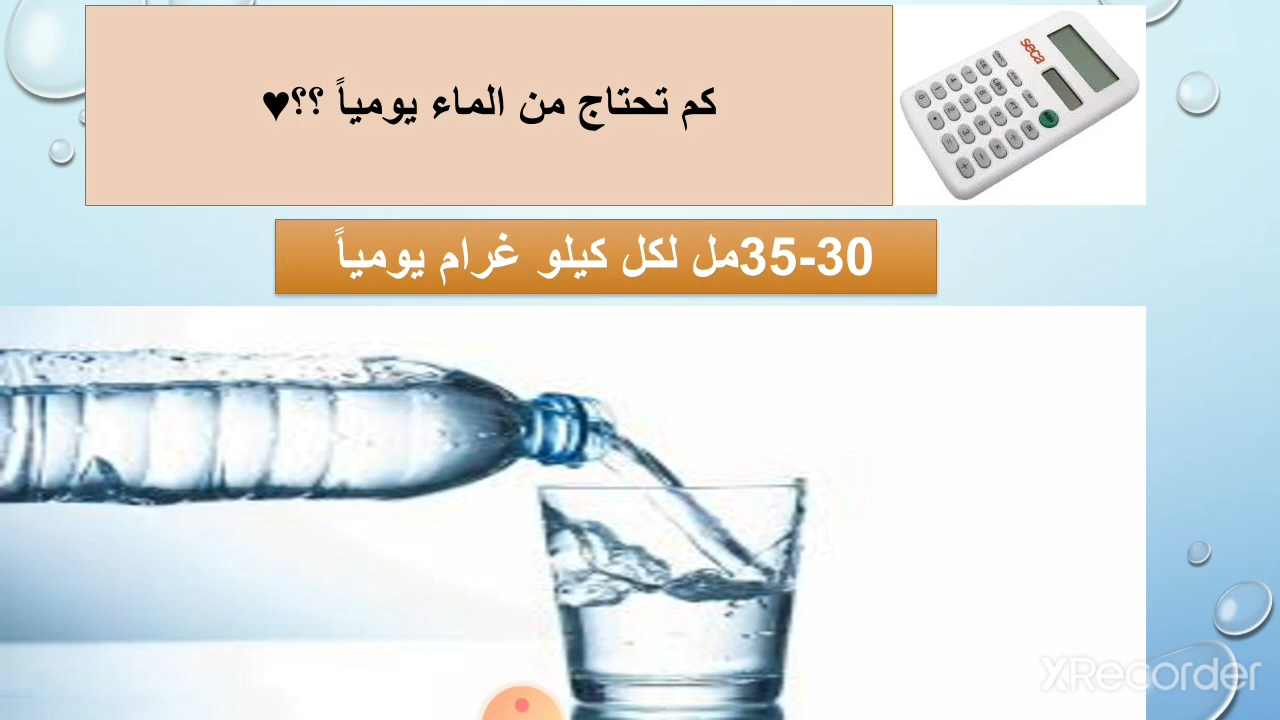 كم تحتاج من الماء يومياً ؟؟♥
seca
30-35مل لكل كيلو غرام يومياً
XRecorder